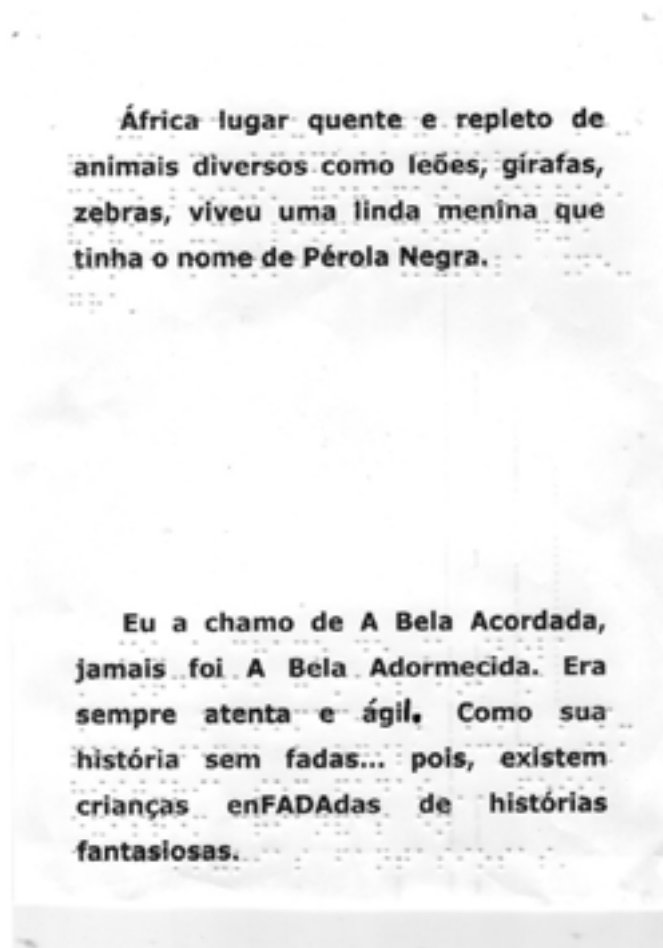 África lugar quente e repleto de
animais diversos como leões, girafas,
zebras, viveu uma linda menina que
tinha o nome de Pérola Negra.
Eu a chamo de A Bela Acordada,
jamais foi A Bela Adormecida. Era
sempre atenta e ágil. Como sua
história sem fadas... pois, existem
crianças enFADAdas de histórias
fantasiosas.